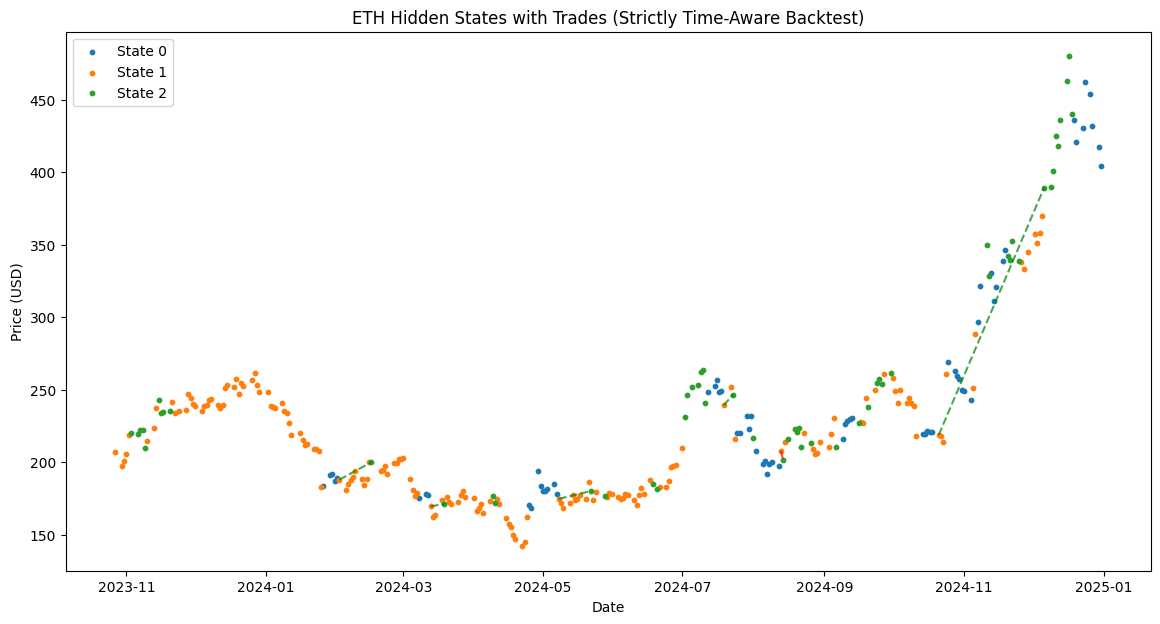 ETH Hidden States with Trades (Strictly Time-Aware Backtest)
State 0
State 1
State 2
Price (USD)
450
400
350
300
250
200
150
2023-11 2024-01 2024-03 2024-05 2024-07 2024-09 2024-11 2025-01
Date